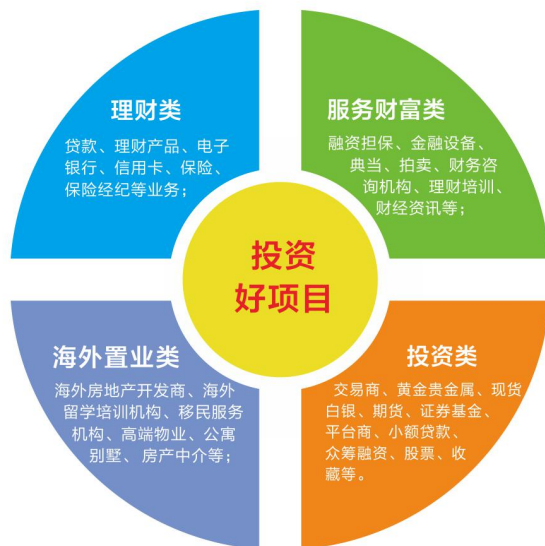 理财类
贷款、理财产品、电子
银行、信用卡、保险、
保险经纪等业务；
服务财富类
融资担保、金融设备、
典当、拍卖、财务咨
询机构、理财培训、
财经资讯等；
投资
好项目
海外置业类
海外房地产开发商、海外
留学培训机构、移民服务
机构、高端物业、公寓
别墅、房产中介等；
投资类
交易商、黄金贵金属、现货
白银、期货、证券基金、
平台商、小额贷款、
众筹融资、股票、收
藏等。